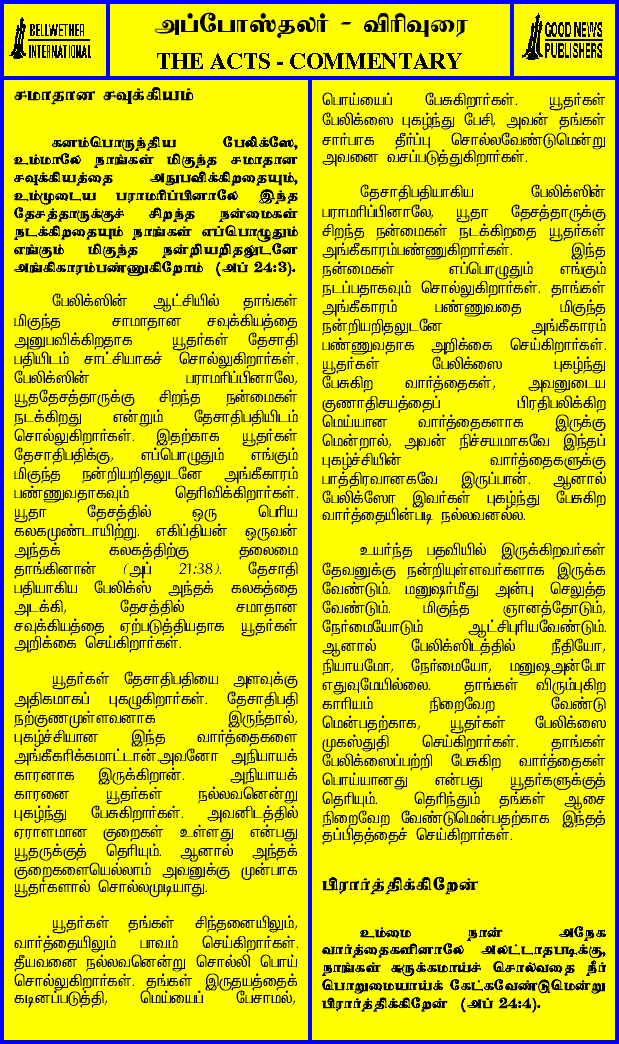 BELLWETHER
INTERNATIONAL
அப்போஸ்தலர் - விரிவுரை
THE ACTS - COMMENTARY
GOOD NEWS
PUBLISHERS
சமாதான சவுக்கியம்
கனம்பொருந்திய பேலிக்ஸே,
உம்மாலே நாங்கள் மிகுந்த சமாதான
சவுக்கியத்தை அநுபவிக்கிறதையும்,
உம்முடைய பராமரிப்பினாலே இந்த
தேசத்தாருக்குச் சிறந்த நன்மைகள்
நடக்கிறதையும் நாங்கள் எப்பொழுதும்
எங்கும் மிகுந்த நன்றியறிதலுடனே
அங்கிகாரம்பண்ணுகிறோம் (அப் 24:3).
பேலிக்ஸின் ஆட்சியில் தாங்கள்
மிகுந்த சாமாதான சவுக்கியத்தை
அனுபவிக்கிறதாக யூதர்கள் தேசாதி
பதியிடம் சாட்சியாகச் சொல்லுகிறார்கள்.
பேலிக்ஸின் பராமரிப்பினாலே,
யூததேசத்தாருக்கு சிறந்த நன்மைகள்
நடக்கிறது என்றும் தேசாதிபதியிடம்
சொல்லுகிறார்கள். இதற்காக யூதர்கள்
தேசாதிபதிக்கு, எப்பொழுதும் எங்கும்
மிகுந்த நன்றியறிதலுடனே அங்கீகாரம்
பண்ணுவதாகவும் தெரிவிக்கிறார்கள்.
யூதா தேசத்தில் ஒரு பெரிய
கலகமுண்டாயிற்று. எகிப்தியன் ஒருவன்
அந்தக் கலகத்திற்கு தலைமை
தாங்கினான் (அப் 21:38). தேசாதி
பதியாகிய பேலிக்ஸ் அந்தக் கலகத்தை
அடக்கி, தேசத்தில் சமாதான
சவுக்கியத்தை ஏற்படுத்தியதாக யூதர்கள்
அறிக்கை செய்கிறார்கள்.
யூதர்கள் தேசாதிபதியை அளவுக்கு
அதிகமாகப் புகழுகிறார்கள். தேசாதிபதி
நற்குணமுள்ளவனாக இருந்தால்,
புகழ்ச்சியான இந்த வார்த்தைகளை
அங்கீகரிக்கமாட்டான்.அவனோ அநியாயக்
காரனாக இருக்கிறான். அநியாயக்
காரனை யூதர்கள் நல்லவனென்று
புகழ்ந்து பேசுகிறார்கள். அவனிடத்தில்
ஏராளமான குறைகள் உள்ளது என்பது
யூதருக்குத் தெரியும். ஆனால் அந்தக்
குறைகளையெல்லாம் அவனுக்கு முன்பாக
யூதர்களால் சொல்லமுடியாது.
யூதர்கள் தங்கள் சிந்தனையிலும்,
வார்த்தையிலும் பாவம் செய்கிறார்கள்.
தீயவனை நல்லவனென்று சொல்லி பொய்
சொல்லுகிறார்கள். தங்கள் இருதயத்தைக்
கடினப்படுத்தி, மெய்யைப் பேசாமல்,
பொய்யைப் பேசுகிறார்கள். யூதர்கள்
பேலிக்ஸை புகழ்ந்து பேசி, அவன் தங்கள்
சார்பாக தீர்ப்பு சொல்லவேண்டுமென்று
அவனை வசப்படுத்துகிறார்கள்.
தேசாதிபதியாகிய பேலிக்ஸின்
பராமரிப்பினாலே, யூதா தேசத்தாருக்கு
சிறந்த நன்மைகள் நடக்கிறதை யூதர்கள்
அங்கீகாரம்பண்ணுகிறார்கள். இந்த
நன்மைகள் எப்பொழுதும் எங்கும்
நடப்பதாகவும் சொல்லுகிறார்கள். தாங்கள்
அங்கீகாரம் பண்ணுவதை மிகுந்த
நன்றியறிதலுடனே அங்கீகாரம்
பண்ணுவதாக அறிக்கை செய்கிறார்கள்.
யூதர்கள் பேலிக்ஸை புகழ்ந்து
பேசுகிற வார்த்தைகள், அவனுடைய
குணாதிசயத்தைப் பிரதிபலிக்கிற
மெய்யான வார்த்தைகளாக இருக்கு
மென்றால், அவன் நிச்சயமாகவே இந்தப்
புகழ்ச்சியின் வார்த்தைகளுக்கு
பாத்திரவானகவே இருப்பான். ஆனால்
பேலிக்ஸோ இவர்கள் புகழ்ந்து பேசுகிற
வார்த்தையின்படி நல்லவனல்ல.
உயர்ந்த பதவியில் இருக்கிறவர்கள்
தேவனுக்கு நன்றியுள்ளவர்களாக இருக்க
வேண்டும். மனுஷர்மீது அன்பு செலுத்த
வேண்டும். மிகுந்த ஞானத்தோடும்,
நேர்மையோடும் ஆட்சிபுரியவேண்டும்.
ஆனால் பேலிக்ஸிடத்தில் நீதியோ,
நியாயமோ, நேர்மையோ, மனுஷஅன்போ
எதுவுமேயில்லை. தாங்கள் விரும்புகிற
காரியம் நிறைவேற வேண்டு
மென்பதற்காக, யூதர்கள் பேலிக்ஸை
முகஸ்துதி செய்கிறார்கள். தாங்கள்
பேலிக்ஸைப்பற்றி பேசுகிற வார்த்தைகள்
பொய்யானது என்பது யூதர்களுக்குத்
தெரியும். தெரிந்தும் தங்கள் ஆசை
நிறைவேற வேண்டுமென்பதற்காக இந்தத்
தப்பிதத்தைச் செய்கிறார்கள்.
பிரார்த்திக்கிறேன்
உம்மை நான் அநேக
வார்த்தைகளினாலே அலட்டாதபடிக்கு,
நாங்கள் சுருக்கமாய்ச் சொல்வதை நீர்
பொறுமையாய்க் கேட்கவேண்டுமென்று
பிரார்த்திக்கிறேன் (அப் 24:4).